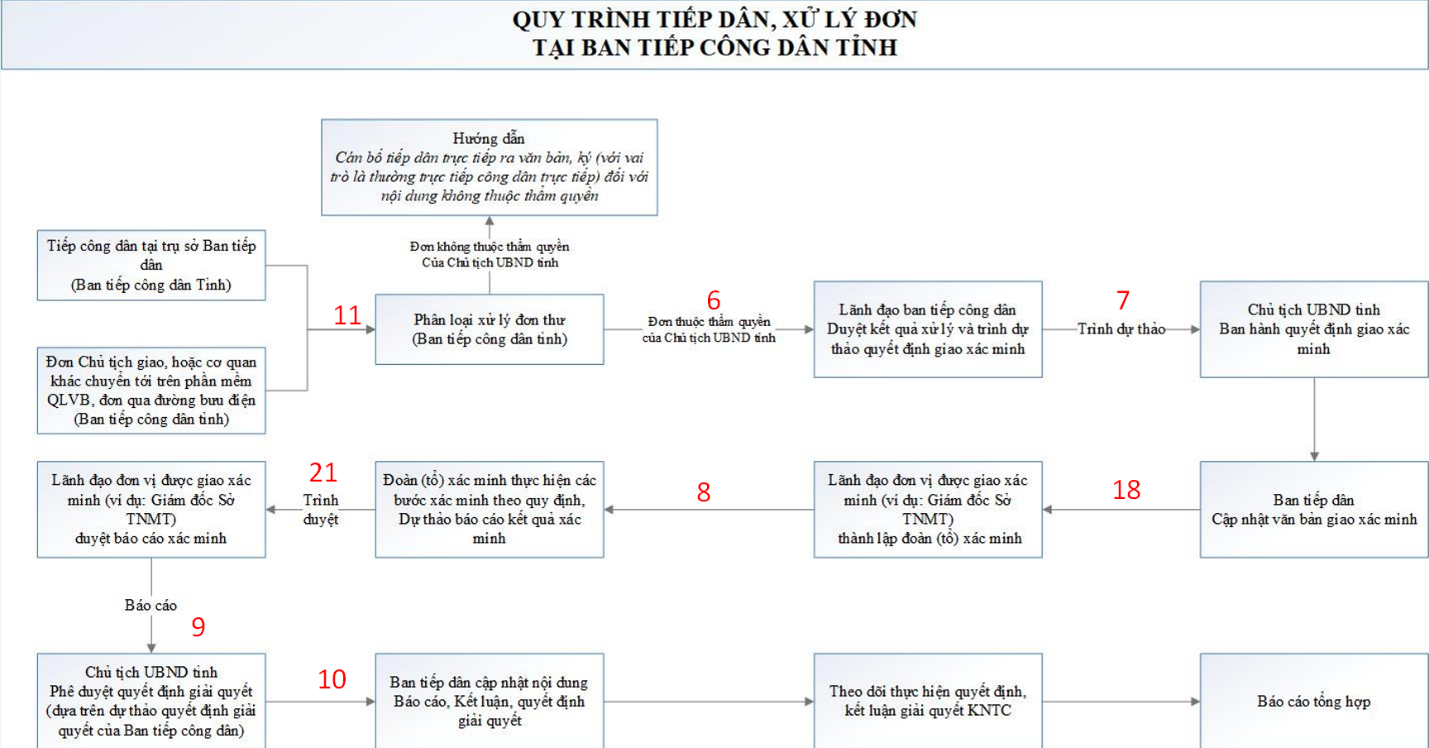 QUY TRÌNH TIẾP DÂN, XỬ LÝ ĐƠN
TẠI BAN TIẾP CÔNG DÂN TỈNH
Hướng dẫn
Cán bố tiếp dân trực tiếp ra văn bản, ký (với vai
trò là thường trực tiếp công dân trực tiếp) đối với
nội dung không thuộc thẩm quyền
Đơn không thuộc thẩm quyền
Của Chủ tịch UBND tỉnh
Tiếp công dân tại trụ sở Ban tiếp
dân
(Ban tiếp công dân Tỉnh)
Đơn Chủ tịch giao, hoặc cơ quan
khác chuyển tới trên phần mềm
QLVB, đơn qua đường bưu điện
(Ban tiếp công dân tỉnh)
11
Phân loại xử lý đơn thư
(Ban tiếp công dân tỉnh)
6
Đơn thuộc thẩm quyền
của Chủ tịch UBND tỉnh
Lãnh đạo ban tiếp công dân
Duyệt kết quả xử lý và trình dự
thảo quyết định giao xác minh
7
Trình dự thảo
Chủ tịch UBND tỉnh
Ban hành quyết định giao xác
minh
Ban tiếp dân
Cập nhật văn bản giao xác minh
18
Lãnh đạo đơn vị được giao xác
minh (ví dụ: Giám đốc Sở
TNMT)
thành lập đoàn (tổ) xác minh
8
Đoàn (tổ) xác minh thực hiện các
bước xác minh theo quy định,
Dự thảo báo cáo kết quả xác
minh
21
Trình
duyệt
Lãnh đạo đơn vị được giao xác
minh (ví dụ: Giám đốc Sở
TNMT)
duyệt báo cáo xác minh
Báo cáo
9
Chủ tịch UBND tỉnh
Phê duyệt quyết định giải quyết
(dựa trên dự thảo quyết định giải
quyết của Ban tiếp công dân)
10
Ban tiếp dân cập nhật nội dung
Báo cáo, Kết luận, quyết định
giải quyết
Theo dõi thực hiện quyết định,
kết luận giải quyết KNTC
Báo cáo tổng hợp